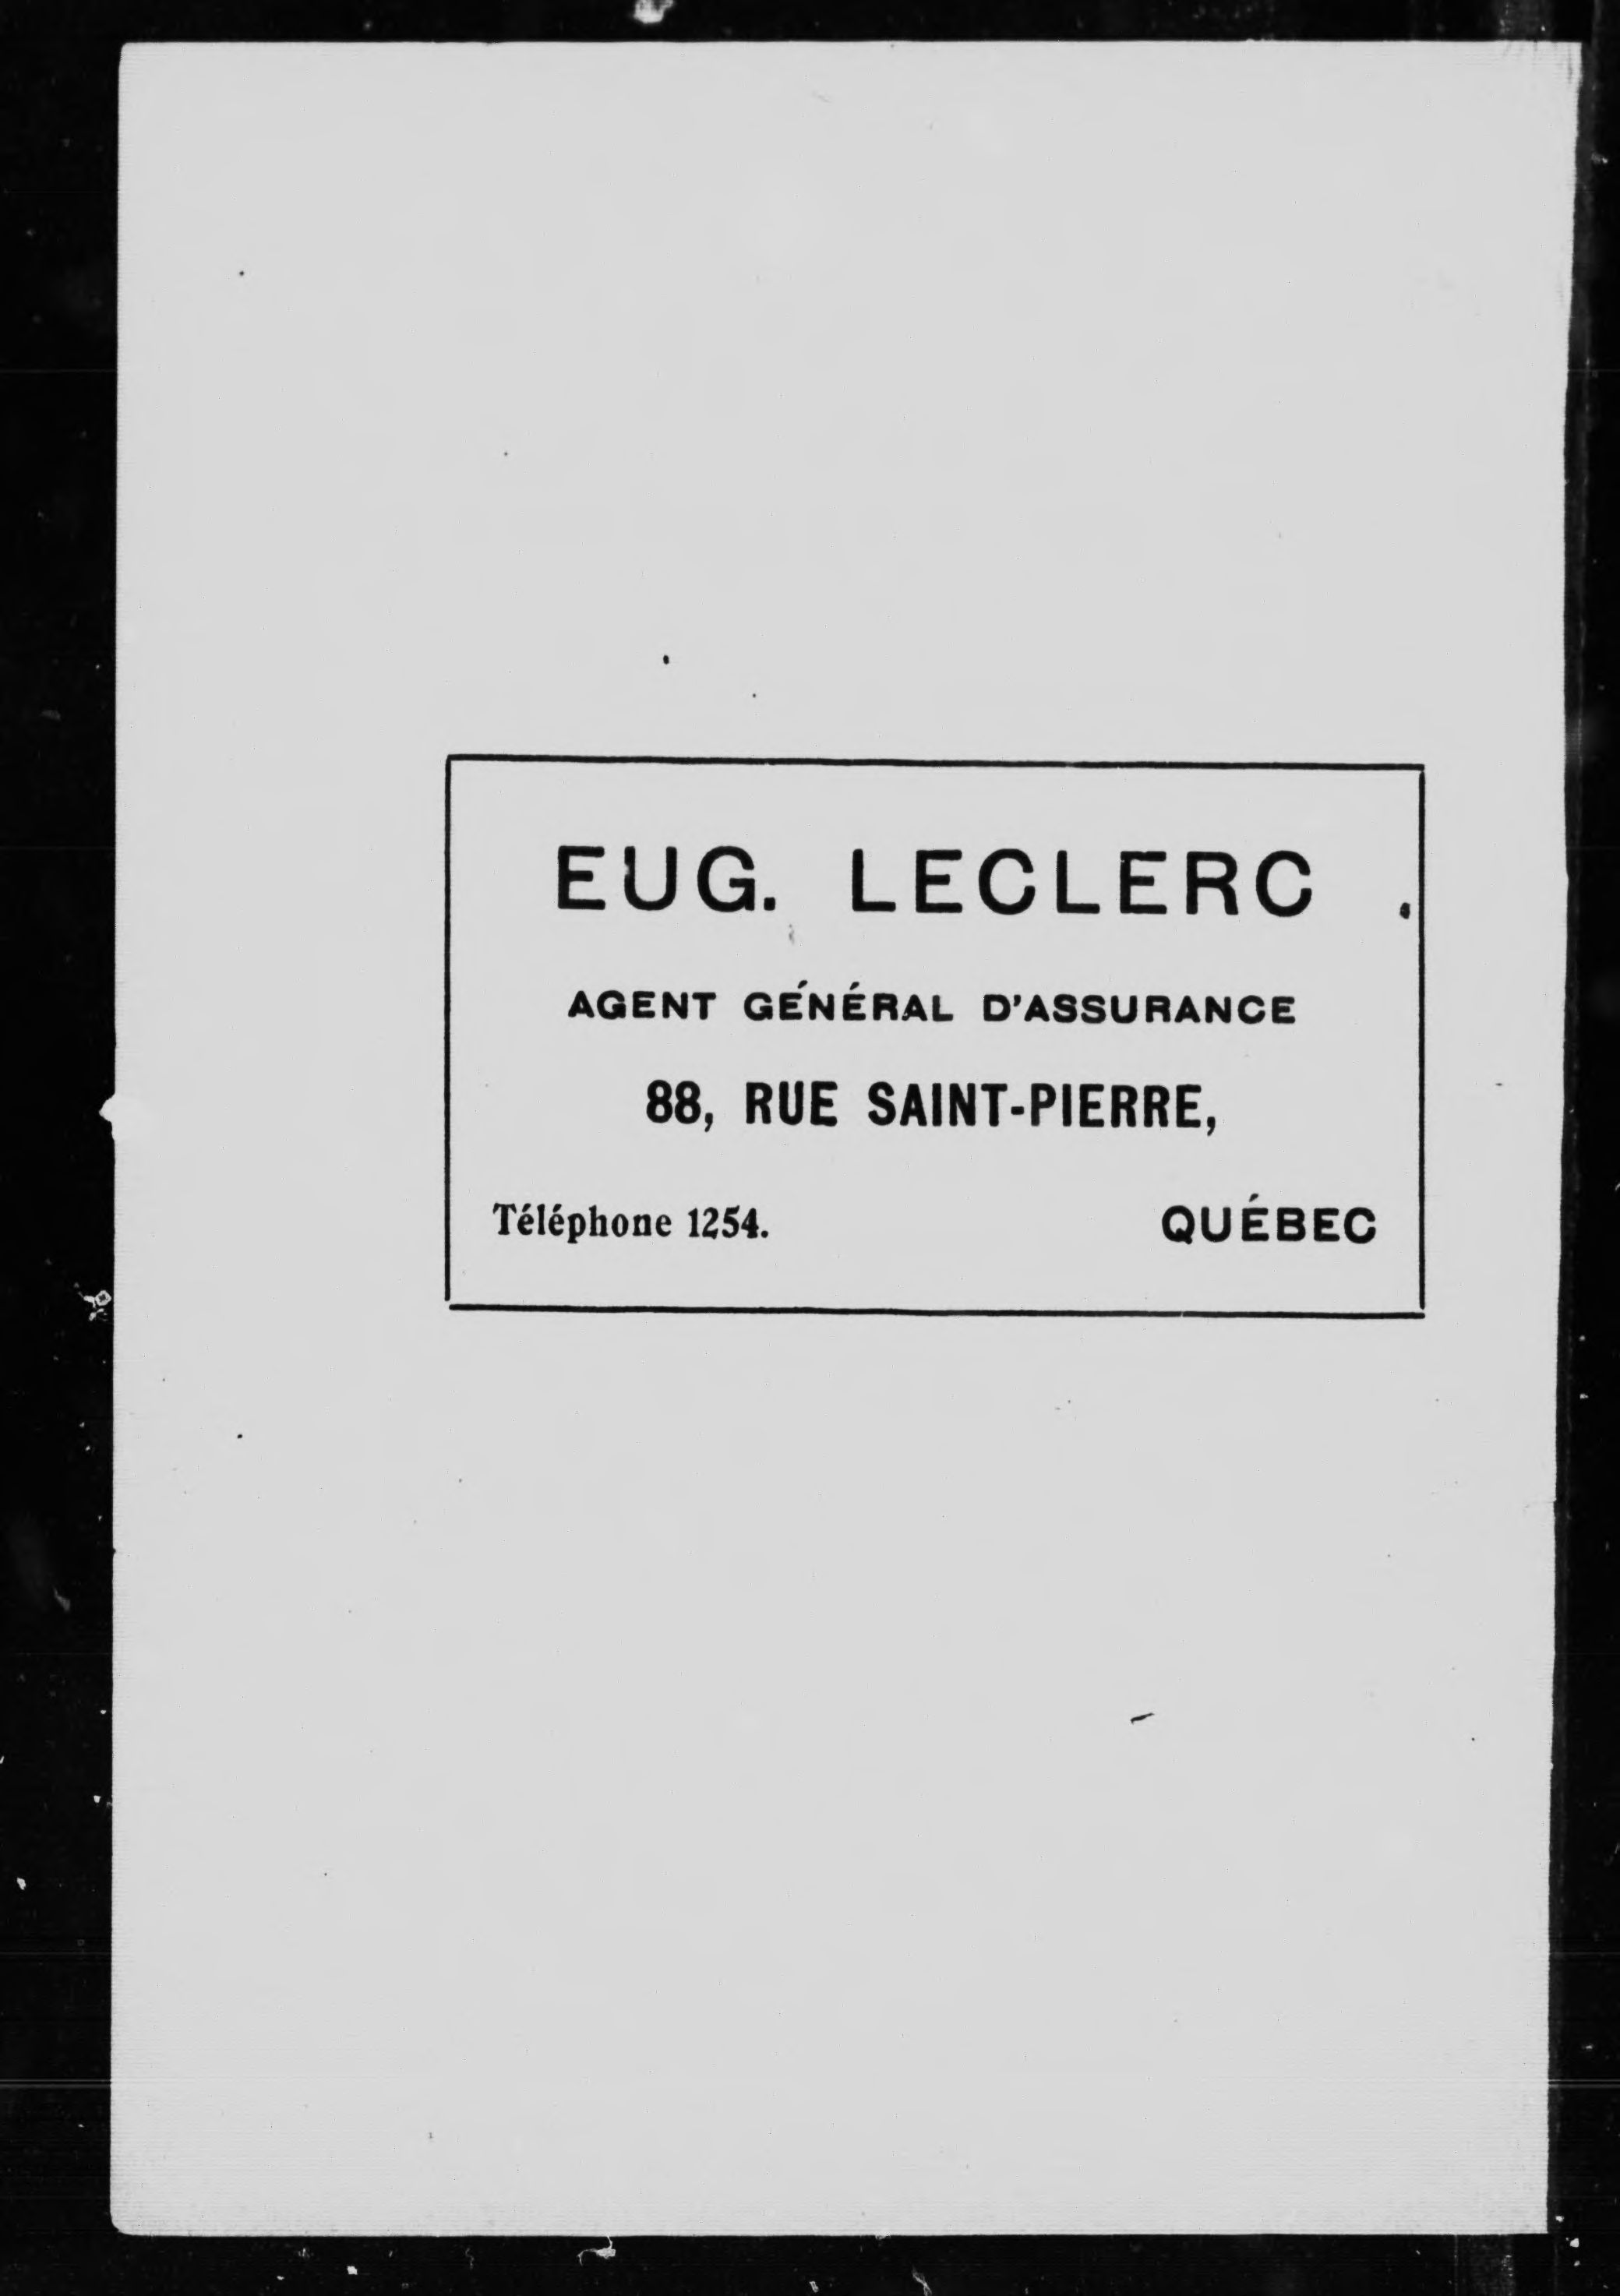 EUG. LECLERC
AGENT GÉNÉRAL D'ASSURANCE
88, RUE SAINT-PIERRE,
Téléphone 1254. QUÉBEC